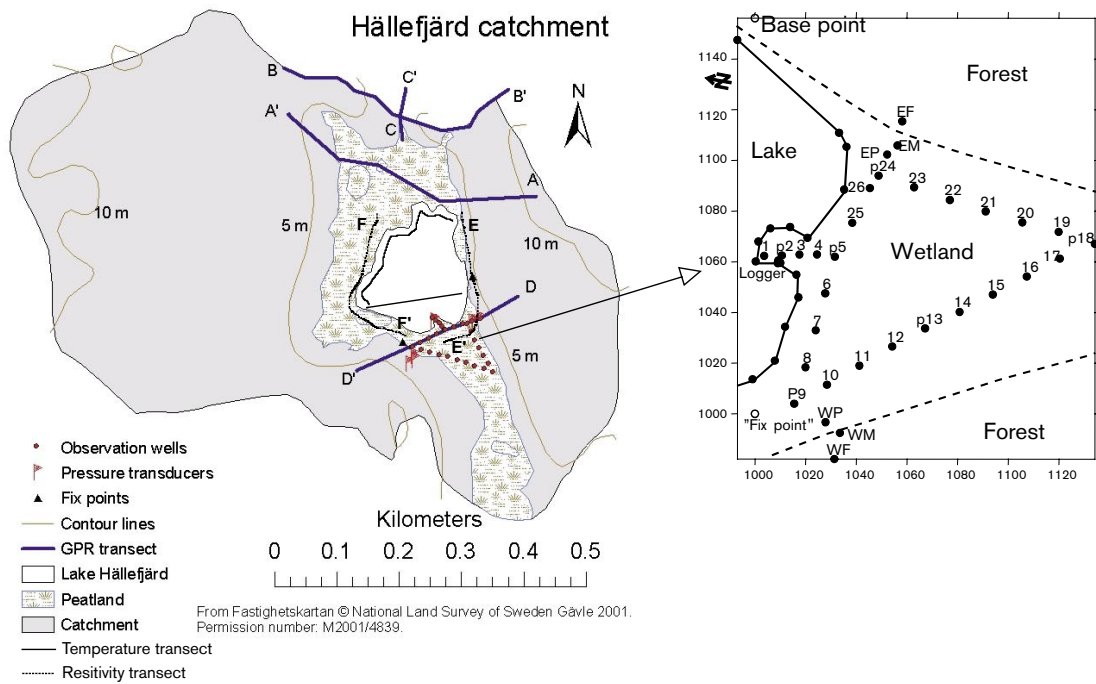 Hällefjärd catchment
B
C'
B'
A'
C
N
A
10 m
5 m
F
E
10 m
D
F'
E'
5 m
D'
Observation wells
Pressure transducers
Fix points
Contour lines
GPR transect
Lake Hällefjärd
Peatland
Catchment
Temperature transect
Resitivity transect
Kilometers
0 0.1 0.2 0.3 0.4 0.5
From Fastighetskartan © National Land Survey of Sweden Gävle 2001.
Permission number: M2001/4839.
Base point
1140
Forest
N
1120
EF
EM
EP
Lake
1100
p24
26
23
22
1080
21
25
20
19
Wetland
p18
1 p2 3 4 p5
17
1060
Logger
16
6
15
1040
14
7
p13
12
1020
8
11
10
P9
1000
"Fix point"
WP
WM
WF
Forest
1000 1020 1040 1060 1080 1100 1120